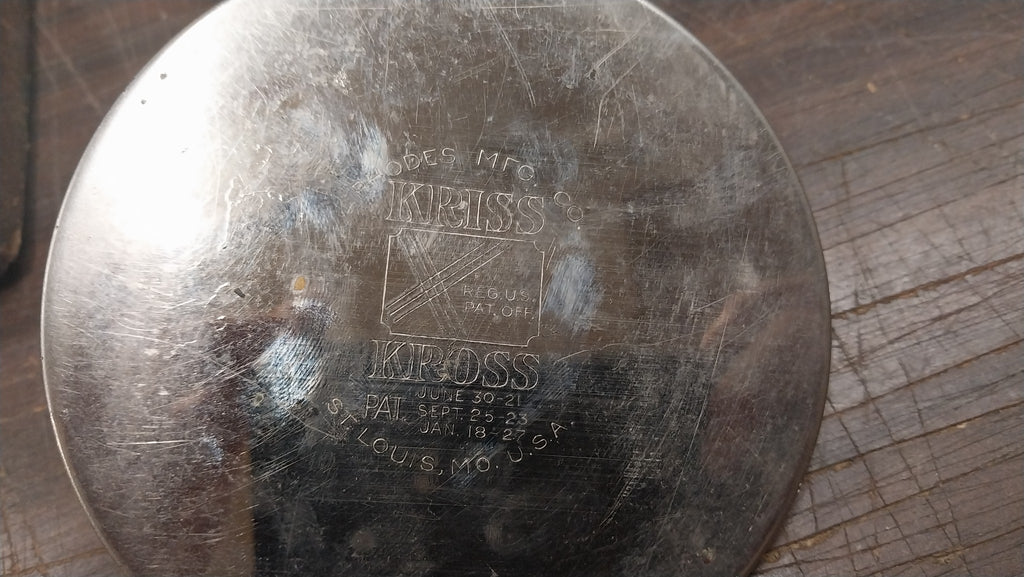 ODES MFG. Co
KRISS
REG. U.S.
PAT. OFF.
KROSS
PAT. JUNE 30-21
SEPT. 25-23
JAN. 18-27
ST. LOUIS, MO. U.S.A.